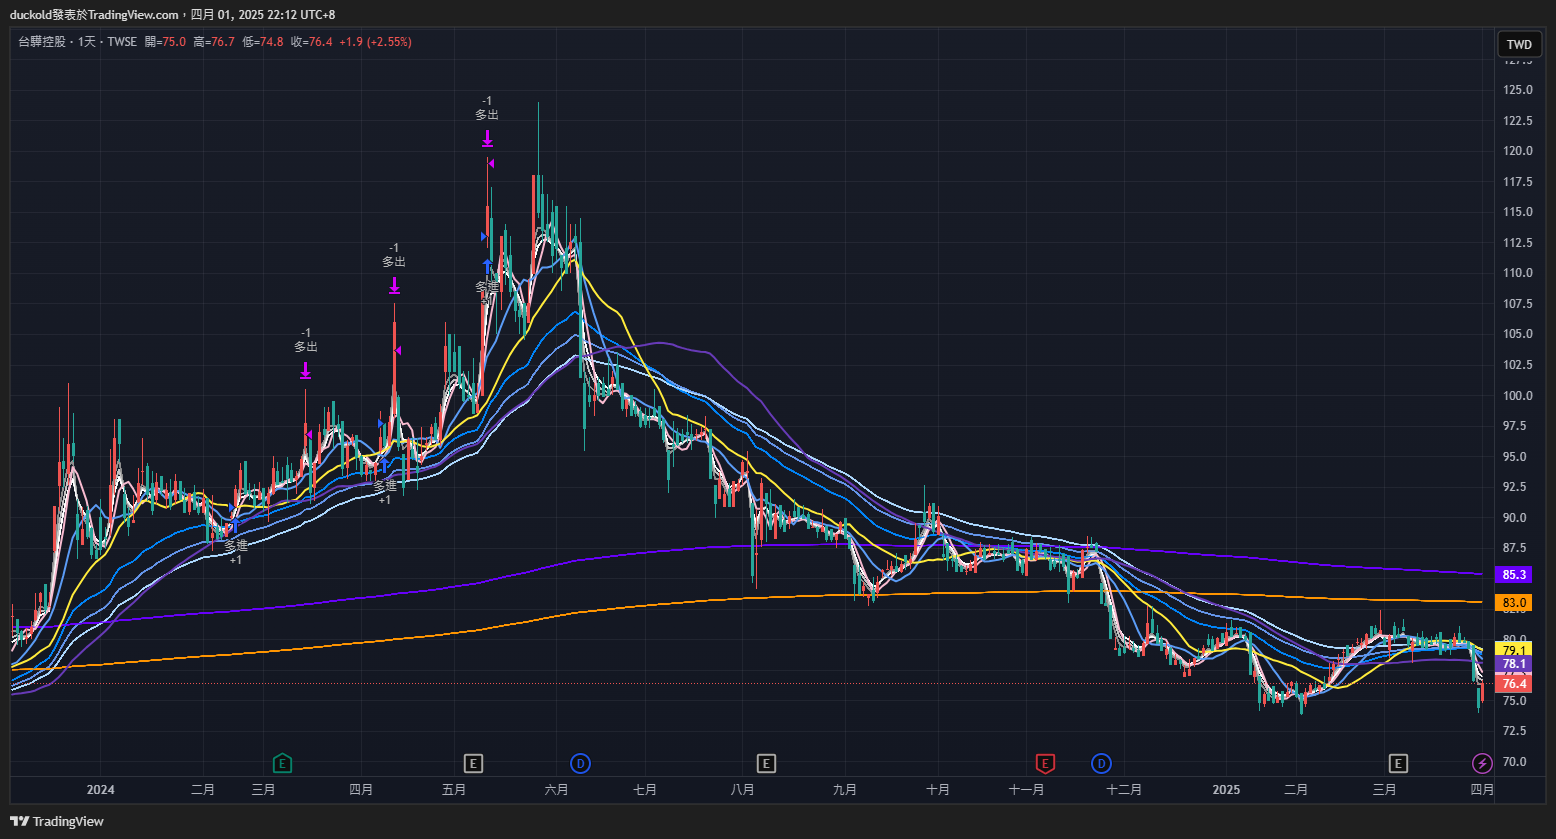 duckold發表於TradingView.com，四月 01, 2025 22:12 UTC+8
台驊控股・1天・TWSE 開=75.0 高=76.7 低=74.8 收=76.4 +1.9 (+2.55%)
TWD
127.5
125.0
122.5
120.0
117.5
115.0
112.5
110.0
107.5
105.0
102.5
100.0
97.5
95.0
92.5
90.0
87.5
85.3
83.0
80.0
79.1
78.1
76.4
75.0
72.5
70.0
-1
多出
-1
多出
-1
多出
多進
多進
+1
多進
+1
E
E
D
E
E
D
E
2024
二月
三月
四月
五月
六月
七月
八月
九月
十月
十一月
十二月
2025
二月
三月
四月
TradingView